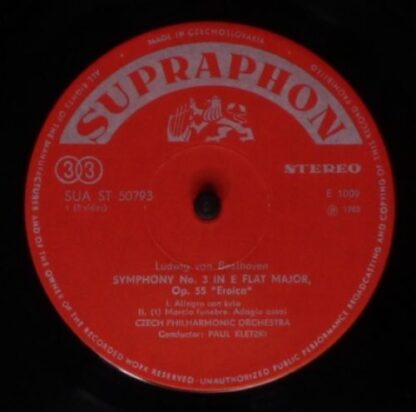 MADE IN CZECHOSLOVAKIA
SUPRAPHON
33
STEREO
SUA ST 50793
E 1009
Ludwig van Beethoven
SYMPHONY No. 3 IN E FLAT MAJOR,
Op. 55 "Eroica"
I. Allegro con brio
II. (1) Marcia funebre. Adagio assai
CZECH PHILHARMONIC ORCHESTRA
Conductor: PAUL KLETZKI
ALL RIGHTS OF THE MANUFACTURER AND OF THE OWNER OF THE RECORDED WORK RESERVED · UNAUTHORIZED PUBLIC PERFORMANCE BROADCASTING AND COPYING OF THIS RECORD PROHIBITED